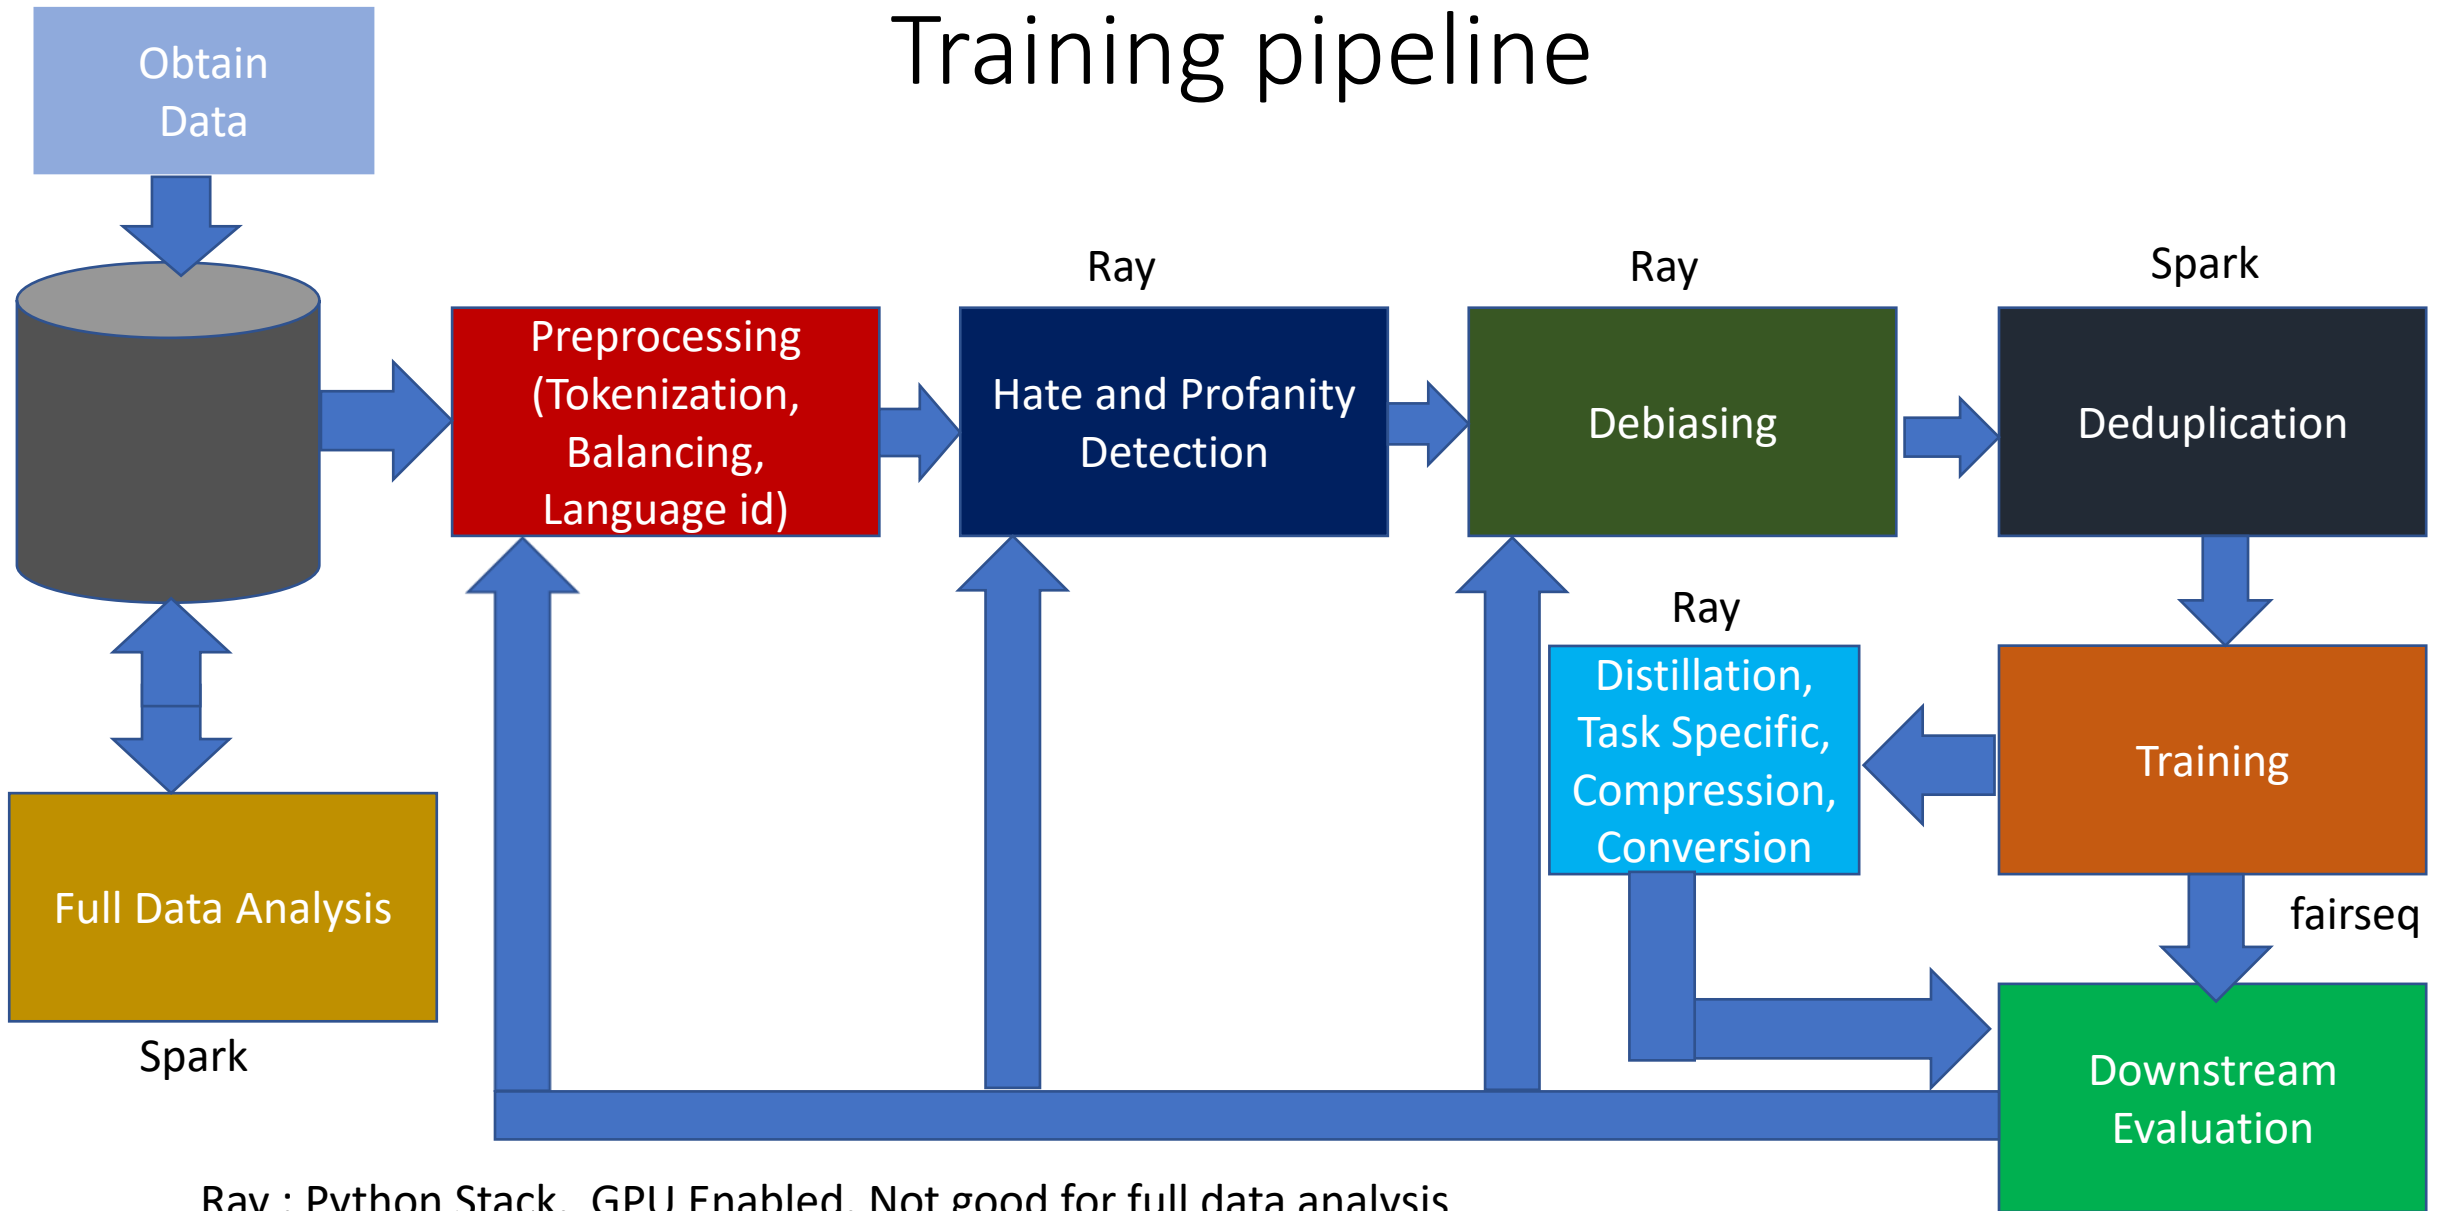 Training pipeline
Obtain
Data
Ray
Ray
Spark
Preprocessing
(Tokenization,
Balancing,
Language id)
Hate and Profanity
Detection
Debiasing
Deduplication
Ray
Distillation,
Task Specific,
Compression,
Conversion
Training
fairseq
Full Data Analysis
Spark
Downstream
Evaluation
Ray : Python Stack, GPU Enabled, Not good for full data analysis